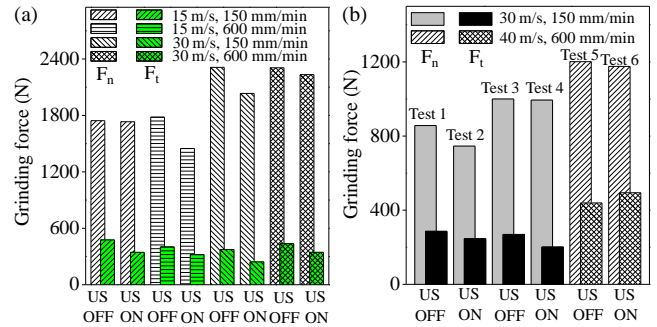 (a)
15 m/s, 150 mm/min
15 m/s, 600 mm/min
30 m/s, 150 mm/min
30 m/s, 600 mm/min
Fn Ft
Grinding force (N)
2400
1800
1200
600
0
US US US US US US US US
OFF ON OFF ON OFF ON OFF ON
(b)
30 m/s, 150 mm/min
40 m/s, 600 mm/min
Fn Ft
Grinding force (N)
1200
800
400
0
Test 1
Test 2
Test 3
Test 4
Test 5
Test 6
US US US US US US
OFF ON OFF ON OFF ON